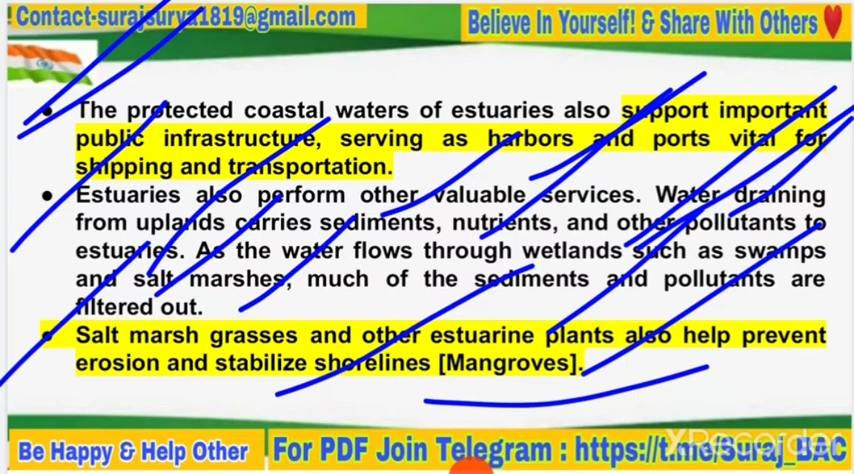 ! Contact-surajsurya1819@gmail.com
Believe In Yourself! & Share With Others
• The protected coastal waters of estuaries also support important
public infrastructure, serving as harbors and ports vital for
shipping and transportation.
• Estuaries also perform other valuable services. Water draining
from uplands carries sediments, nutrients, and other pollutants to
estuaries. As the water flows through wetlands such as swamps
and salt marshes, much of the sediments and pollutants are
filtered out.
• Salt marsh grasses and other estuarine plants also help prevent
erosion and stabilize shorelines [Mangroves].
Be Happy & Help Other
For PDF Join Telegram : https://t.me/Suraj_BAC
XRecorder